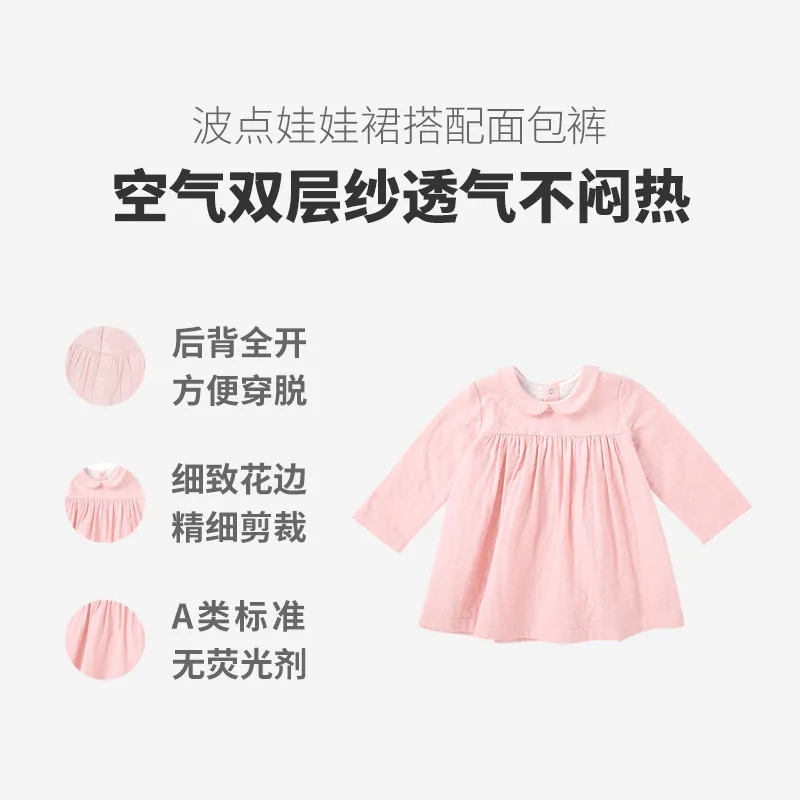 波点娃娃裙搭配面包裤
空气双层纱透气不闷热
后背全开
方便穿脱
细致花边
精细剪裁
A类标准
无荧光剂